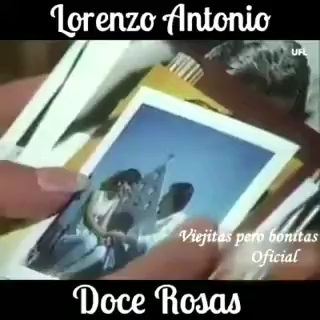 Lorenzo Antonio
UFL
Viejitas pero bonitas
Oficial
Doce Rosas